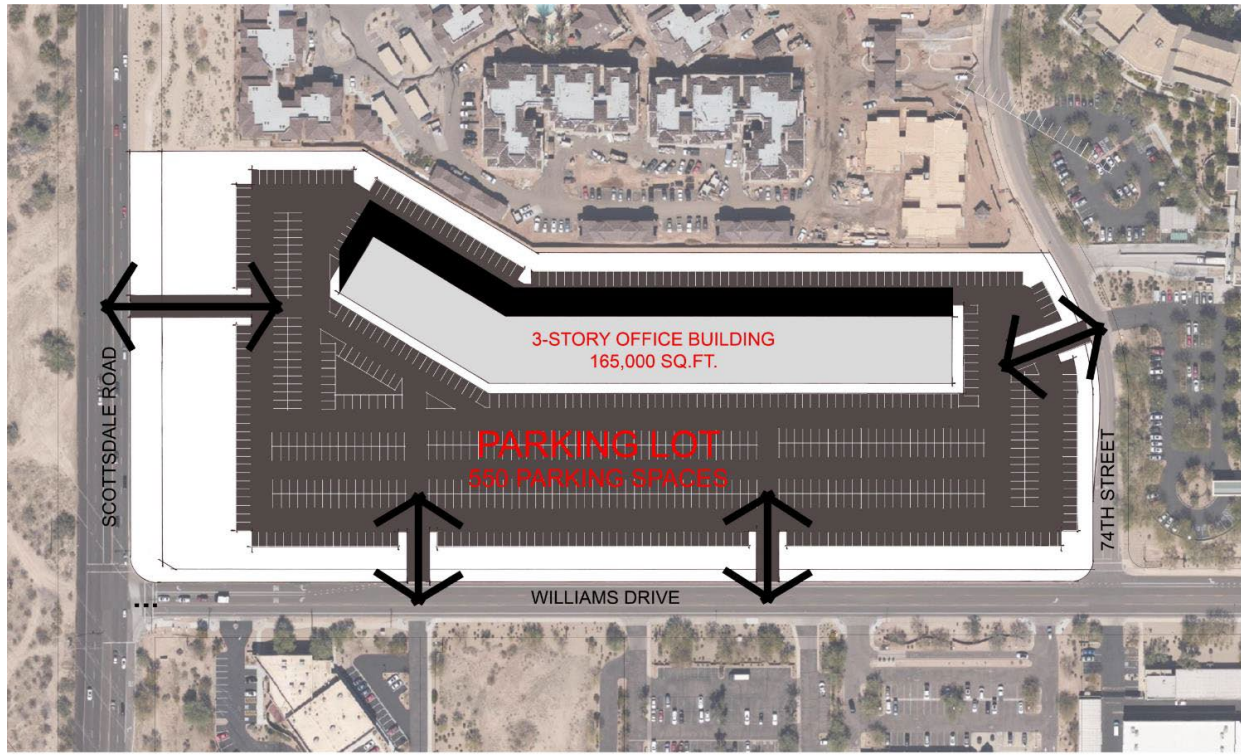 3-STORY OFFICE BUILDING
165,000 SQ.FT.
PARKING LOT
550 PARKING SPACES
SCOTTSDALE ROAD
74TH STREET
WILLIAMS DRIVE